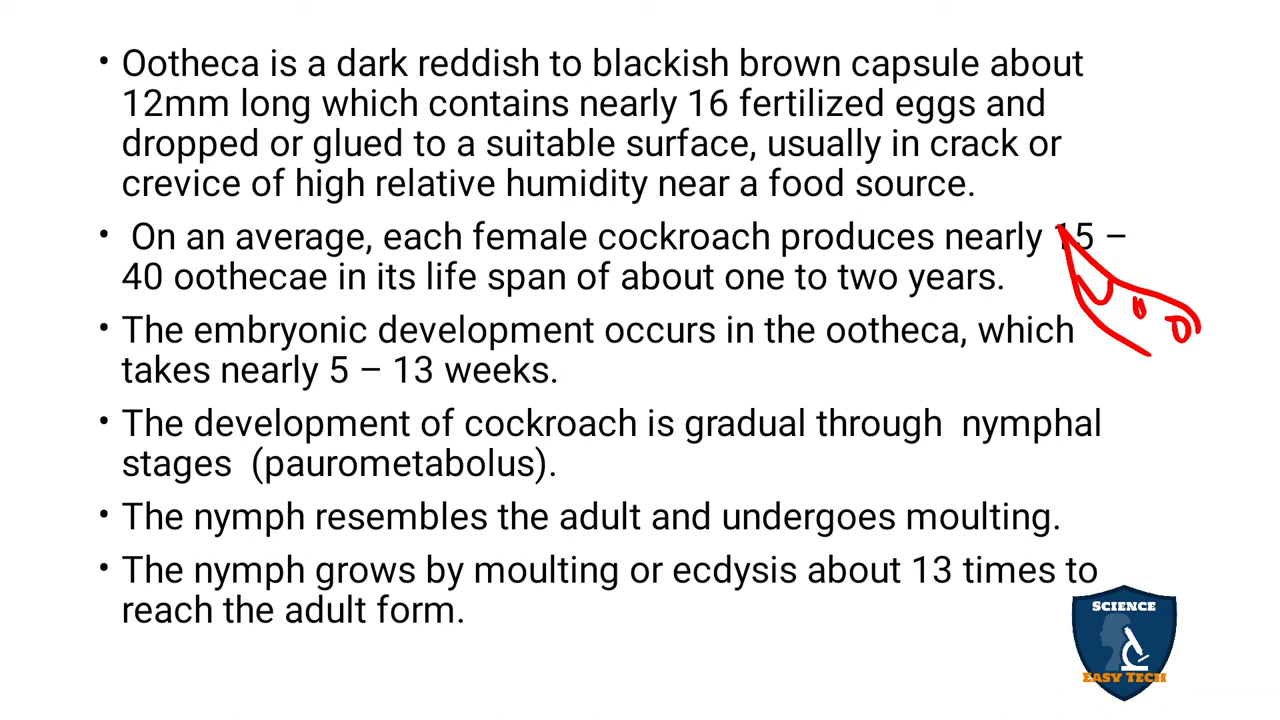 • Ootheca is a dark reddish to blackish brown capsule about
12mm long which contains nearly 16 fertilized eggs and
dropped or glued to a suitable surface, usually in crack or
crevice of high relative humidity near a food source.
• On an average, each female cockroach produces nearly 15 –
40 oothecae in its life span of about one to two years.
• The embryonic development occurs in the ootheca, which
takes nearly 5 – 13 weeks.
• The development of cockroach is gradual through nymphal
stages (paurometabolus).
• The nymph resembles the adult and undergoes moulting.
• The nymph grows by moulting or ecdysis about 13 times to
reach the adult form.
SCIENCE
EASY TECH